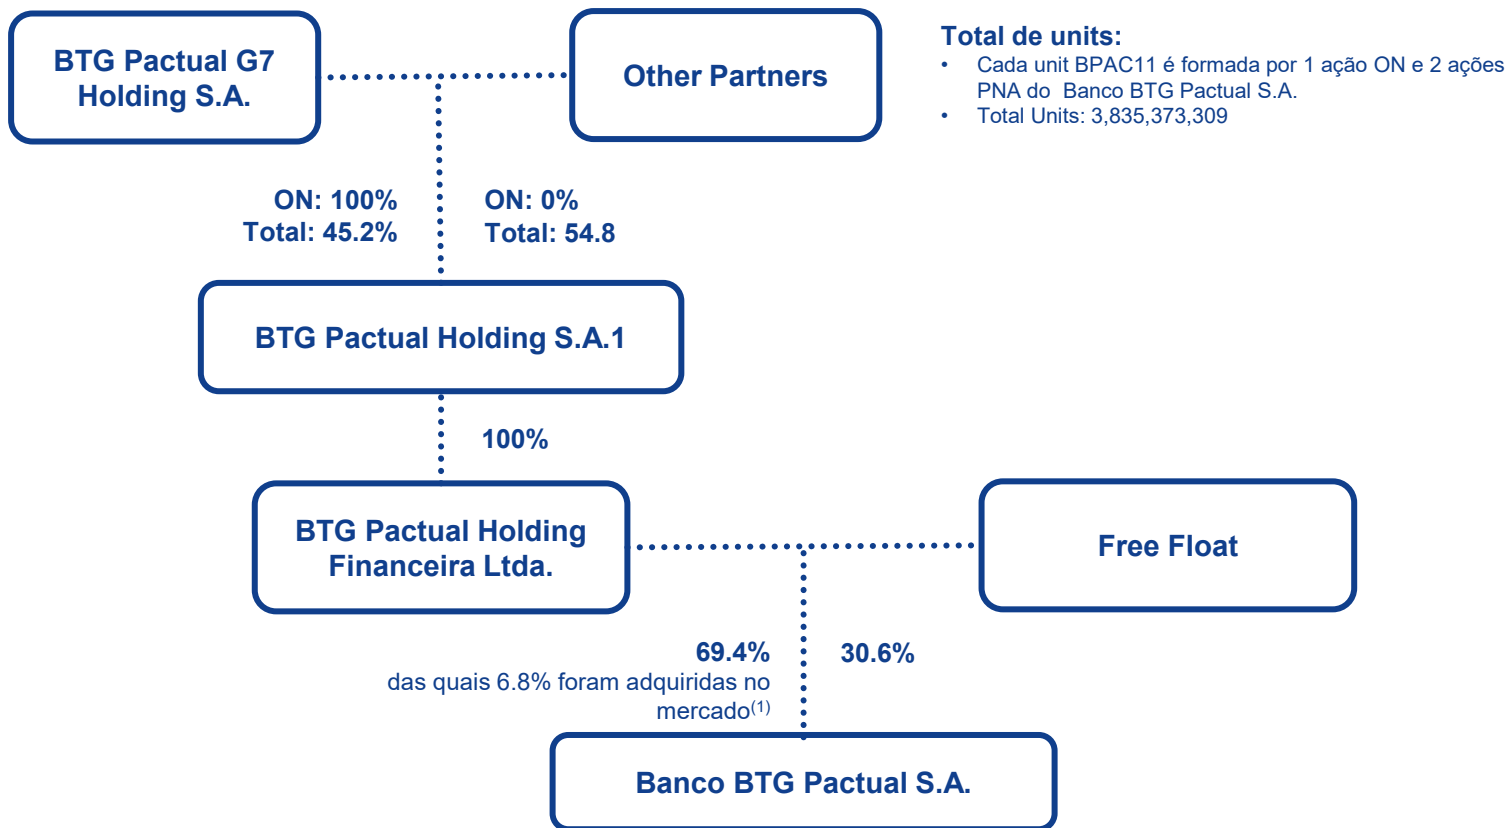 BTG Pactual G7
Holding S.A.
Other Partners
Total de units:
• Cada unit BPAC11 é formada por 1 ação ON e 2 ações
PNA do Banco BTG Pactual S.A.
• Total Units: 3,835,373,309
ON: 100%
Total: 45.2%
ON: 0%
Total: 54.8
BTG Pactual Holding S.A.1
100%
BTG Pactual Holding
Financeira Ltda.
Free Float
69.4%
das quais 6.8% foram adquiridas no
mercado(1)
30.6%
Banco BTG Pactual S.A.